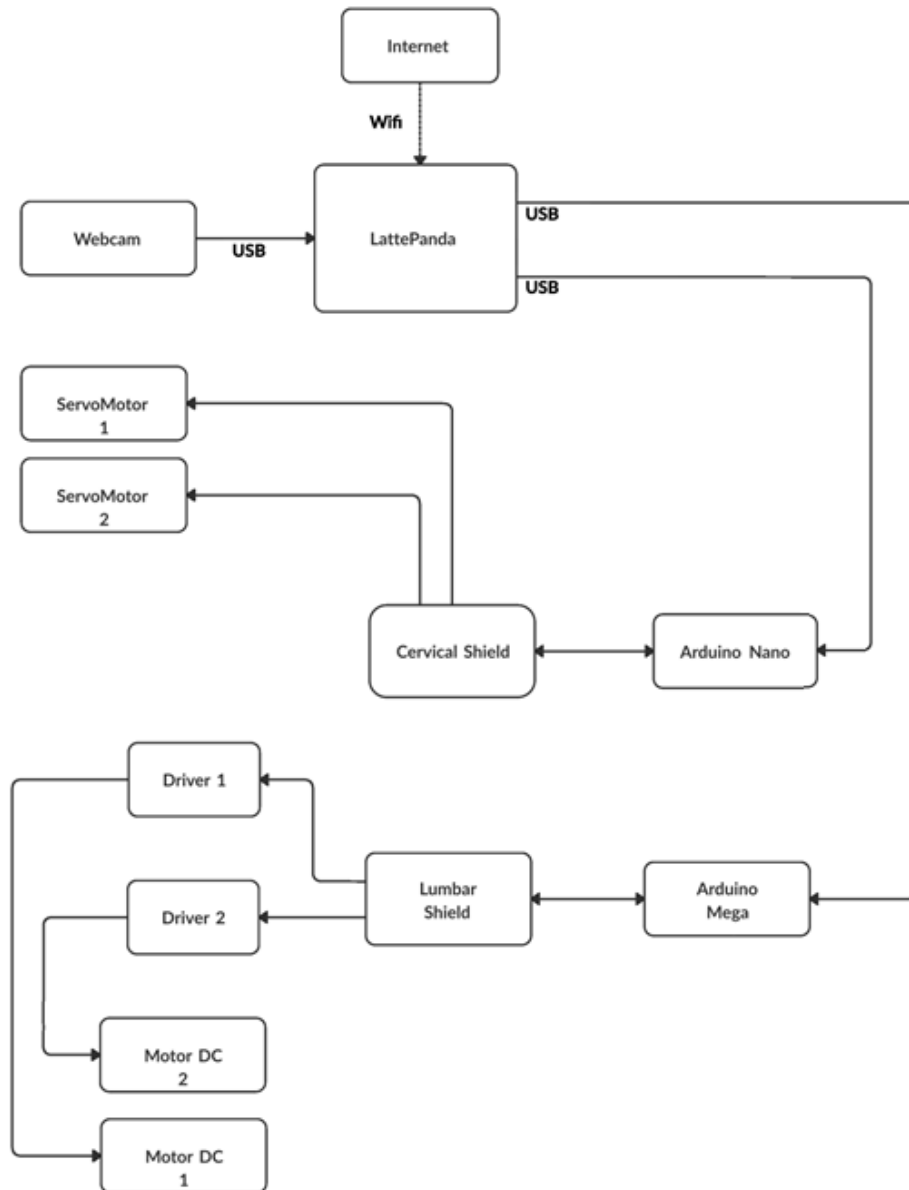 Internet
Wifi
Webcam
USB
LattePanda
USB
USB
ServoMotor
1
ServoMotor
2
Cervical Shield
Arduino Nano
Driver 1
Lumbar
Shield
Arduino
Mega
Driver 2
Motor DC
2
Motor DC
1